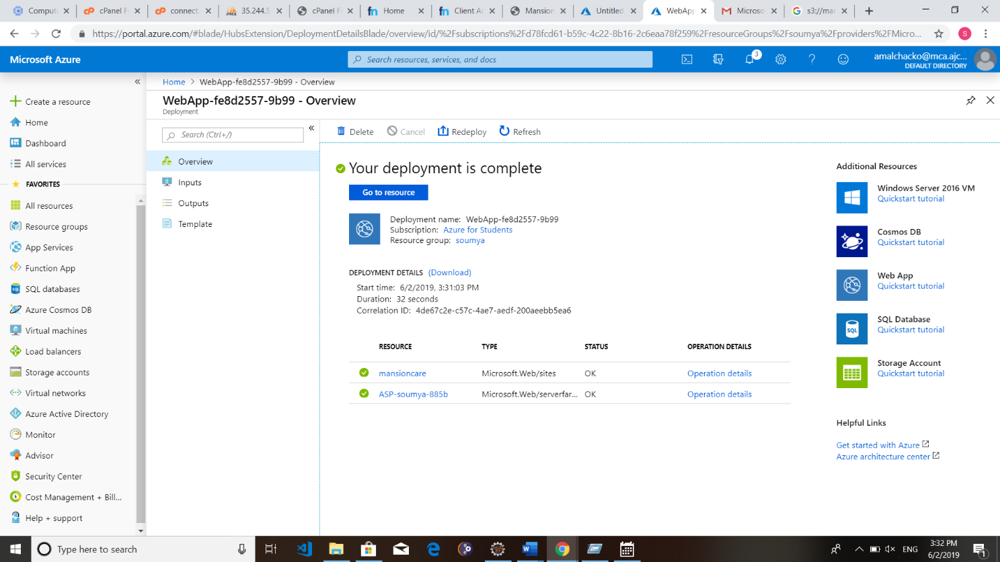 Comput
cPanel F
connect
35.244.5
cPanel F
Home
Client Ar
Mansion
Untitled
WebApp
Microso
s3://mar
https://portal.azure.com/#blade/HubsExtension/DeploymentDetailsBlade/overview/id/%2Fsubscriptions%2Fd78fcd61-b59c-4c22-8b16-2c6eaa78f259%2FresourceGroups%2Fsoumya%2Fproviders%2FMicro...
S
Microsoft Azure
Search resources, services, and docs
3
amalchacko@mca.ajc...
DEFAULT DIRECTORY
Home > WebApp-fe8d2557-9b99 - Overview
WebApp-fe8d2557-9b99 - Overview
Deployment
Create a resource
Home
Dashboard
All services
FAVORITES
All resources
Resource groups
App Services
Function App
SQL databases
Azure Cosmos DB
Virtual machines
Load balancers
Storage accounts
Virtual networks
Azure Active Directory
Monitor
Advisor
Security Center
Cost Management + Bill...
Help + support
Search (Ctrl+/)
Overview
Inputs
Outputs
Template
Delete
Cancel
Redeploy
Refresh
Your deployment is complete
Go to resource
Deployment name: WebApp-fe8d2557-9b99
Subscription: Azure for Students
Resource group: soumya
DEPLOYMENT DETAILS (Download)
Start time: 6/2/2019, 3:31:03 PM
Duration: 32 seconds
Correlation ID: 4de67c2e-c57c-4ae7-aedf-200aeebb5ea6
RESOURCE TYPE STATUS OPERATION DETAILS
mansioncare Microsoft.Web/sites OK Operation details
ASP-soumya-885b Microsoft.Web/serverfar... OK Operation details
Additional Resources
Windows Server 2016 VM
Quickstart tutorial
Cosmos DB
Quickstart tutorial
Web App
Quickstart tutorial
SQL Database
Quickstart tutorial
Storage Account
Quickstart tutorial
Helpful Links
Get started with Azure
Azure architecture center
Type here to search
ENG
3:32 PM
6/2/2019
1